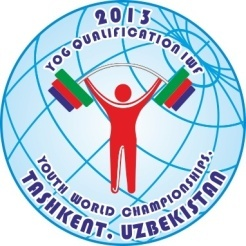 2013
YOG QUALIFICATION IWF
YOUTH WORLD CHAMPIONSHIPS.
TASHKENT. UZBEKISTAN